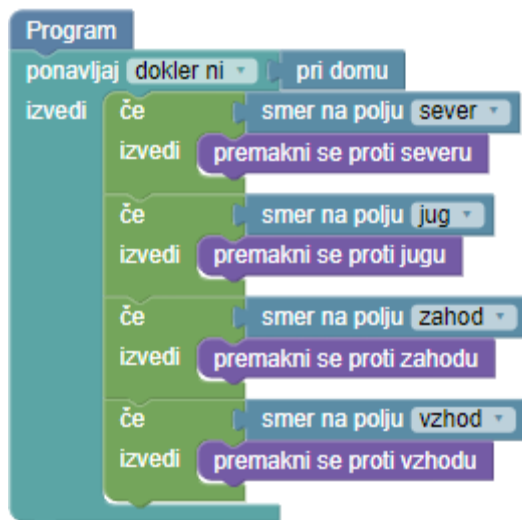 Program
ponavljaj dokler ni pri domu
izvedi če smer na polju sever
izvedi premakni se proti severu
če smer na polju jug
izvedi premakni se proti jugu
če smer na polju zahod
izvedi premakni se proti zahodu
če smer na polju vzhod
izvedi premakni se proti vzhodu